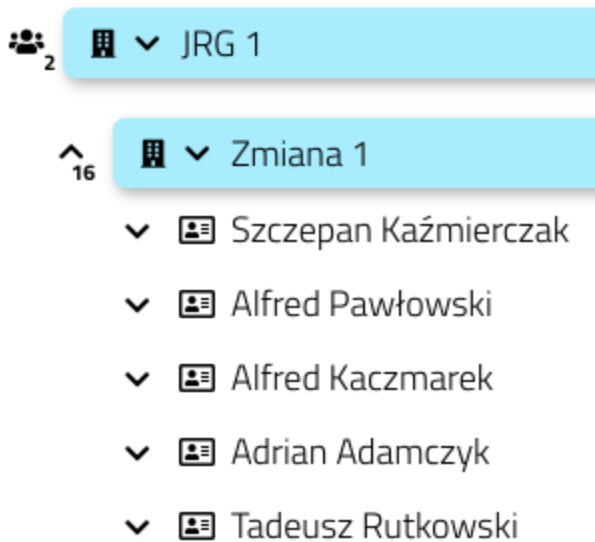 2 JRG 1
16 Zmiana 1
Szczepan Kaźmierczak
Alfred Pawłowski
Alfred Kaczmarek
Adrian Adamczyk
Tadeusz Rutkowski